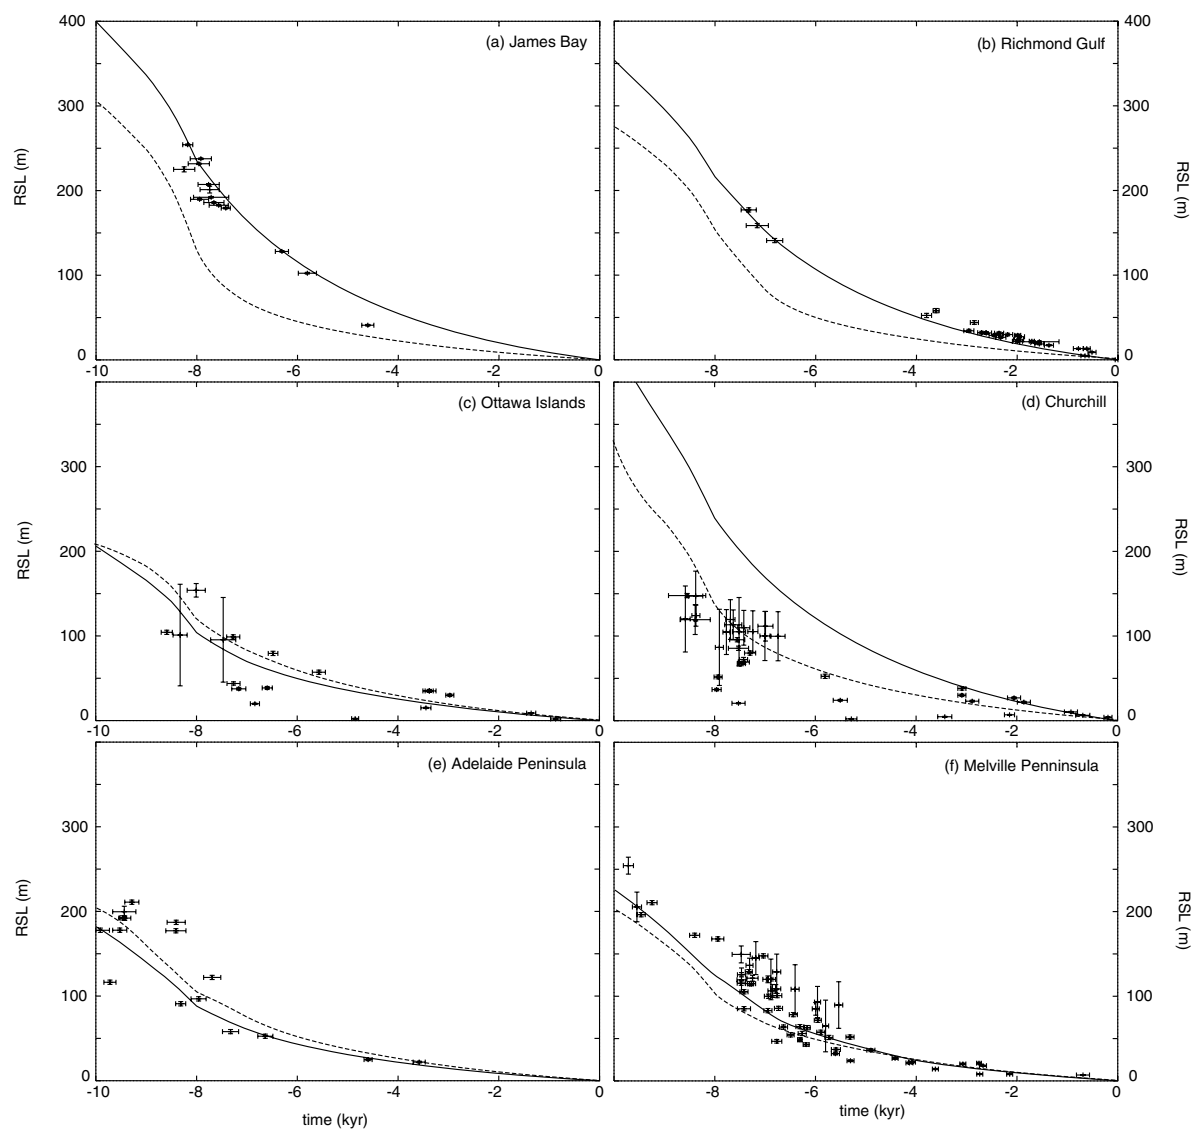 400
300
200
100
0
RSL (m)
(a) James Bay
-10 -8 -6 -4 -2 0
(b) Richmond Gulf
400
300
200
100
0
RSL (m)
-8 -6 -4 -2 0
300
200
100
0
RSL (m)
(c) Ottawa Islands
-10 -8 -6 -4 -2 0
(d) Churchill
300
200
100
0
RSL (m)
-8 -6 -4 -2 0
300
200
100
0
RSL (m)
(e) Adelaide Peninsula
-10 -8 -6 -4 -2 0
time (kyr)
(f) Melville Penninsula
300
200
100
0
RSL (m)
-8 -6 -4 -2 0
time (kyr)